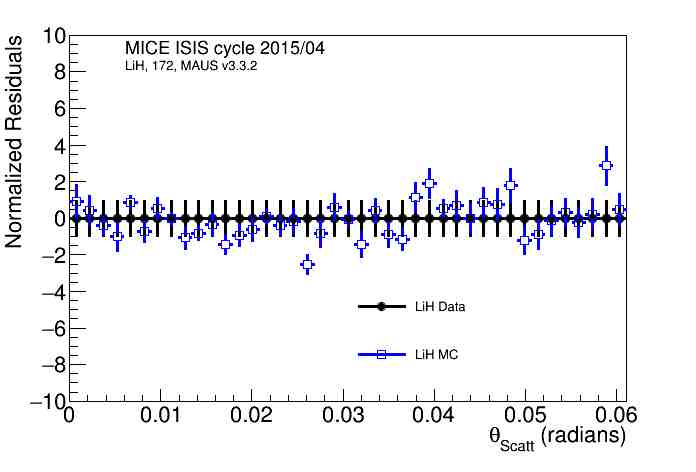 MICE ISIS cycle 2015/04
LiH, 172, MAUS v3.3.2
Normalized Residuals
10
8
6
4
2
0
−2
−4
−6
−8
−10
LiH Data
LiH MC
0 0.01 0.02 0.03 0.04 0.05 0.06
θScatt (radians)